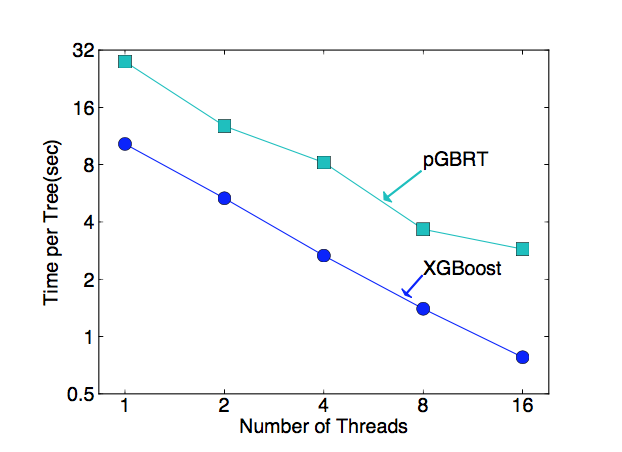 32
16
8
4
2
1
0.5
Time per Tree(sec)
pGBRT
XGBoost
1 2 4 8 16
Number of Threads